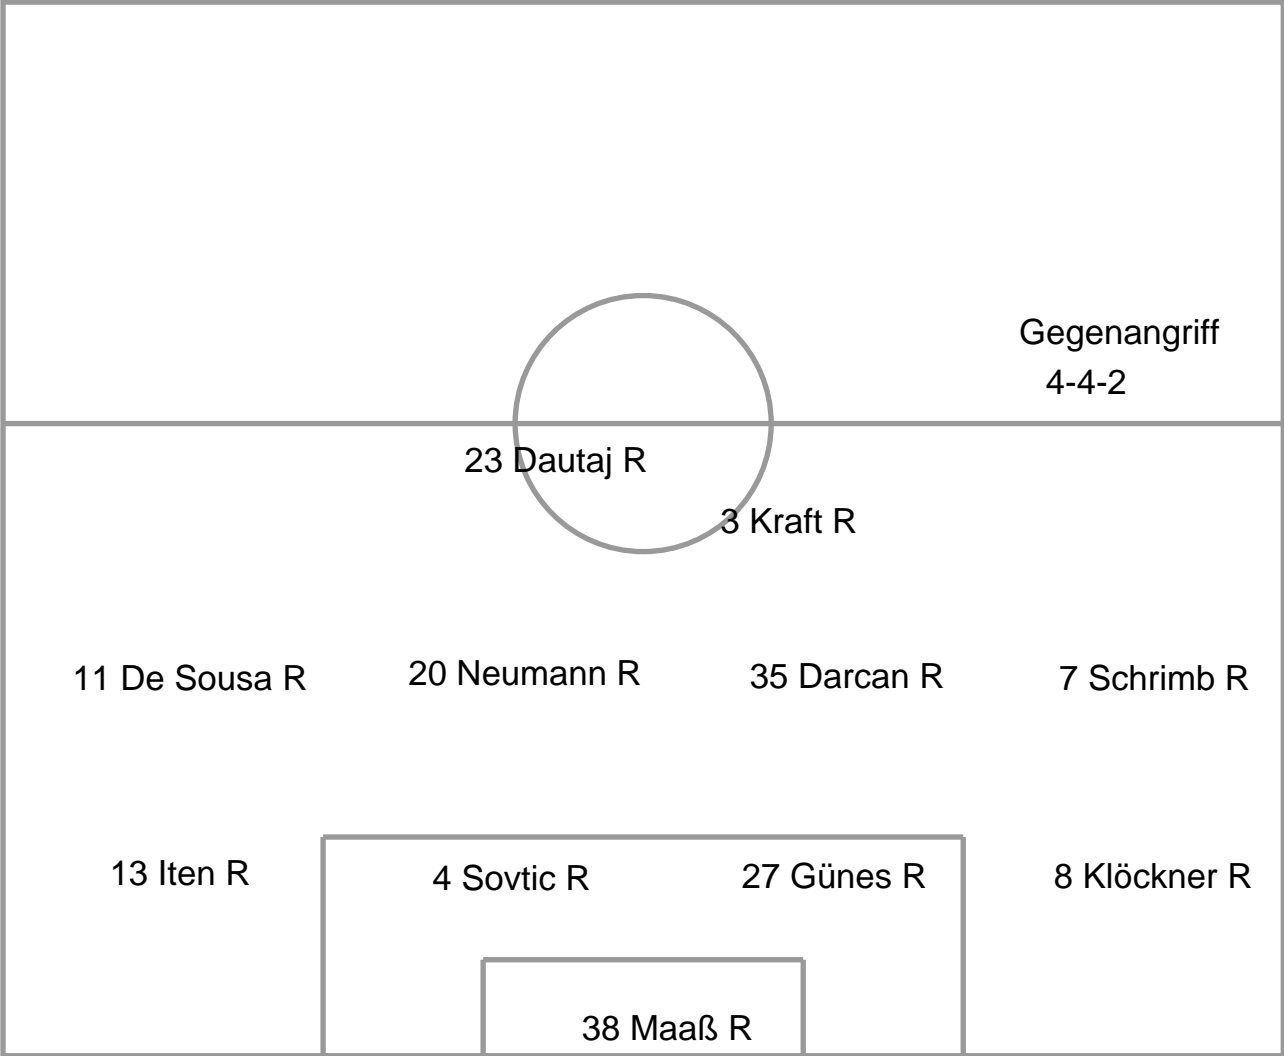 Gegenangriff
4-4-2
23 Dautaj R
3 Kraft R
11 De Sousa R
20 Neumann R
35 Darcan R
7 Schrimb R
13 Iten R
4 Sovtic R
27 Günes R
8 Klöckner R
38 Maaß R